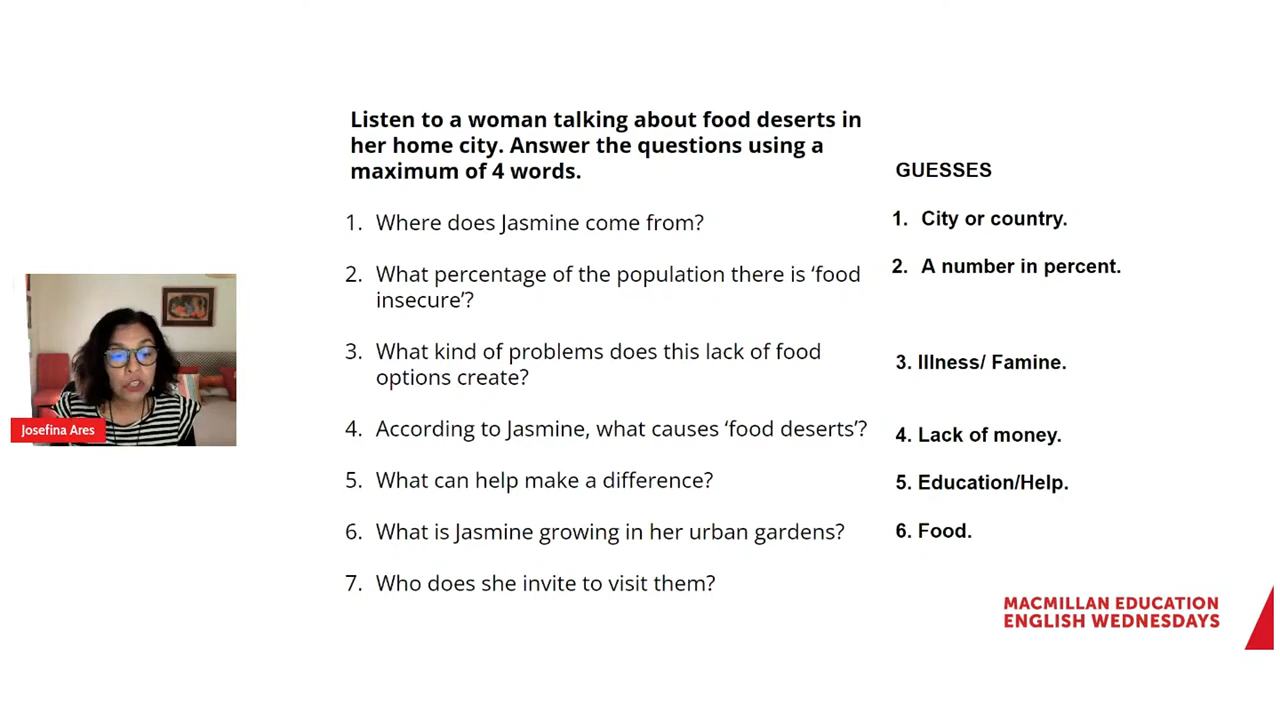 Listen to a woman talking about food deserts in
her home city. Answer the questions using a
maximum of 4 words.
1. Where does Jasmine come from?
2. What percentage of the population there is ‘food
insecure’?
3. What kind of problems does this lack of food
options create?
4. According to Jasmine, what causes ‘food deserts’?
5. What can help make a difference?
6. What is Jasmine growing in her urban gardens?
7. Who does she invite to visit them?
GUESSES
1. City or country.
2. A number in percent.
3. Illness/ Famine.
4. Lack of money.
5. Education/Help.
6. Food.
Josefina Ares
MACMILLAN EDUCATION
ENGLISH WEDNESDAYS